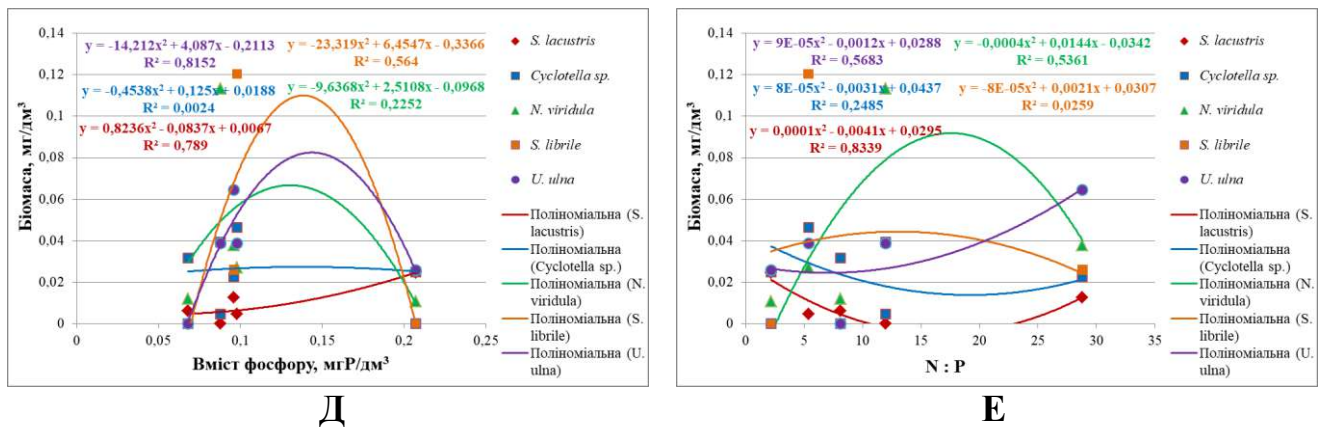 y = -14,212x² + 4,087x - 0,2113
R² = 0,8152
y = -23,319x² + 6,4547x - 0,3366
R² = 0,564
y = -0,4538x² + 0,125x + 0,0188
R² = 0,0024
y = -9,6368x² + 2,5108x - 0,0968
R² = 0,2252
y = 0,8236x² - 0,0837x + 0,0067
R² = 0,789
Біомаса, мг/дм³
0,14
0,12
0,1
0,08
0,06
0,04
0,02
0
0
0,05
0,1
0,15
0,2
0,25
Вміст фосфору, мгР/дм³
S. lacustris
Cyclotella sp.
N. viridula
S. librile
U. ulna
Поліноміальна (S.
lacustris)
Поліноміальна
(Cyclotella sp.)
Поліноміальна (N.
viridula)
Поліноміальна (S.
librile)
Поліноміальна (U.
ulna)
Д
y = 9E-05x² - 0,0012x + 0,0288
R² = 0,5683
y = -0,0004x² + 0,0144x - 0,0342
R² = 0,5361
y = 8E-05x² - 0,0031x + 0,0437
R² = 0,2485
y = -8E-05x² + 0,0021x + 0,0307
R² = 0,0259
y = 0,0001x² - 0,0041x + 0,0295
R² = 0,8339
Біомаса, мг/дм³
0,14
0,12
0,1
0,08
0,06
0,04
0,02
0
0
5
10
15
20
25
30
35
N : P
S. lacustris
Cyclotella sp.
N. viridula
S. librile
U. ulna
Поліноміальна (S.
lacustris)
Поліноміальна
(Cyclotella sp.)
Поліноміальна (N.
viridula)
Поліноміальна (S.
librile)
Поліноміальна (U.
ulna)
Е